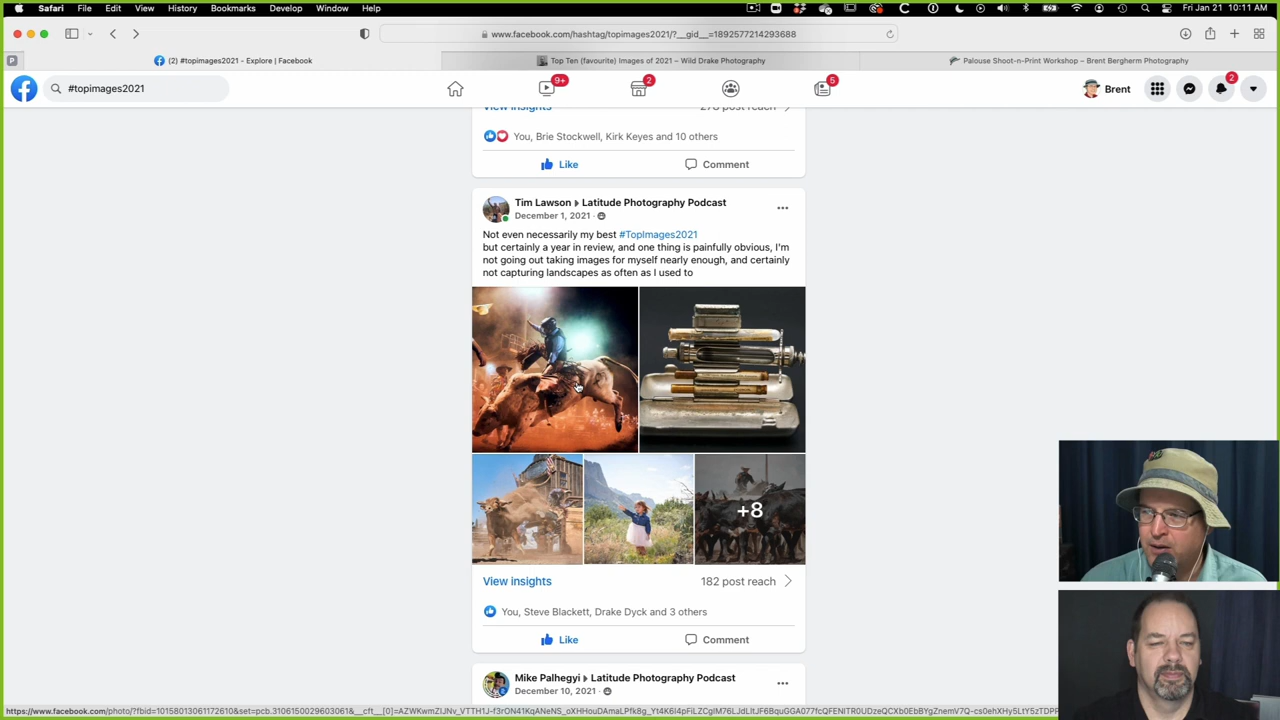 Safari File Edit View History Bookmarks Develop Window Help Fri Jan 21 10:11 AM
www.facebook.com/hashtag/topimages2021/?__gid__=1892577214293688
P (2) #topimages2021 - Explore | Facebook Top Ten (favourite) Images of 2021 – Wild Drake Photography Palouse Shoot-n-Print Workshop – Brent Bergherm Photography
#topimages2021 9+ 2 5 Brent 2
View insights post reach
You, Brie Stockwell, Kirk Keyes and 10 others
Like Comment
Tim Lawson Latitude Photography Podcast
December 1, 2021
Not even necessarily my best #TopImages2021
but certainly a year in review, and one thing is painfully obvious, I'm
not going out taking images for myself nearly enough, and certainly
not capturing landscapes as often as I used to
+8
View insights 182 post reach
You, Steve Blackett, Drake Dyck and 3 others
Like Comment
Mike Palhegyi Latitude Photography Podcast
December 10, 2021